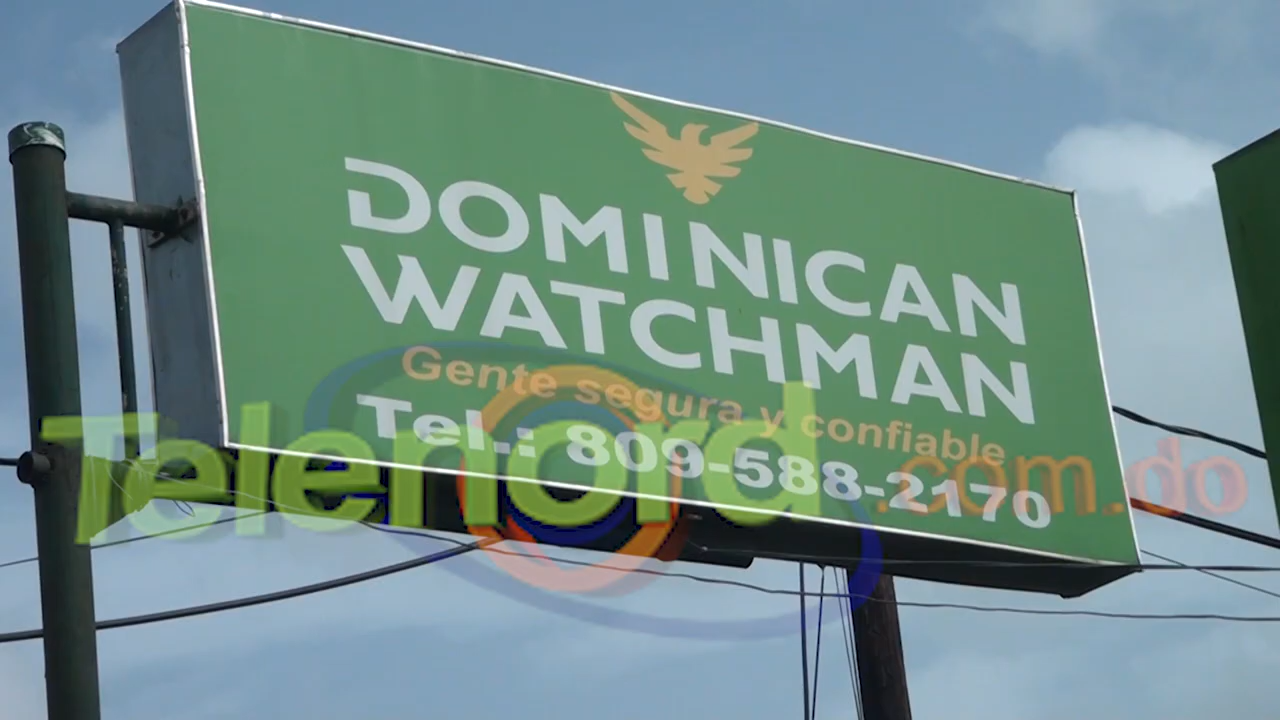 DOMINICAN
WATCHMAN
Gente segura y confiable
Tel.: 809-588-2170
Telenord.com.do